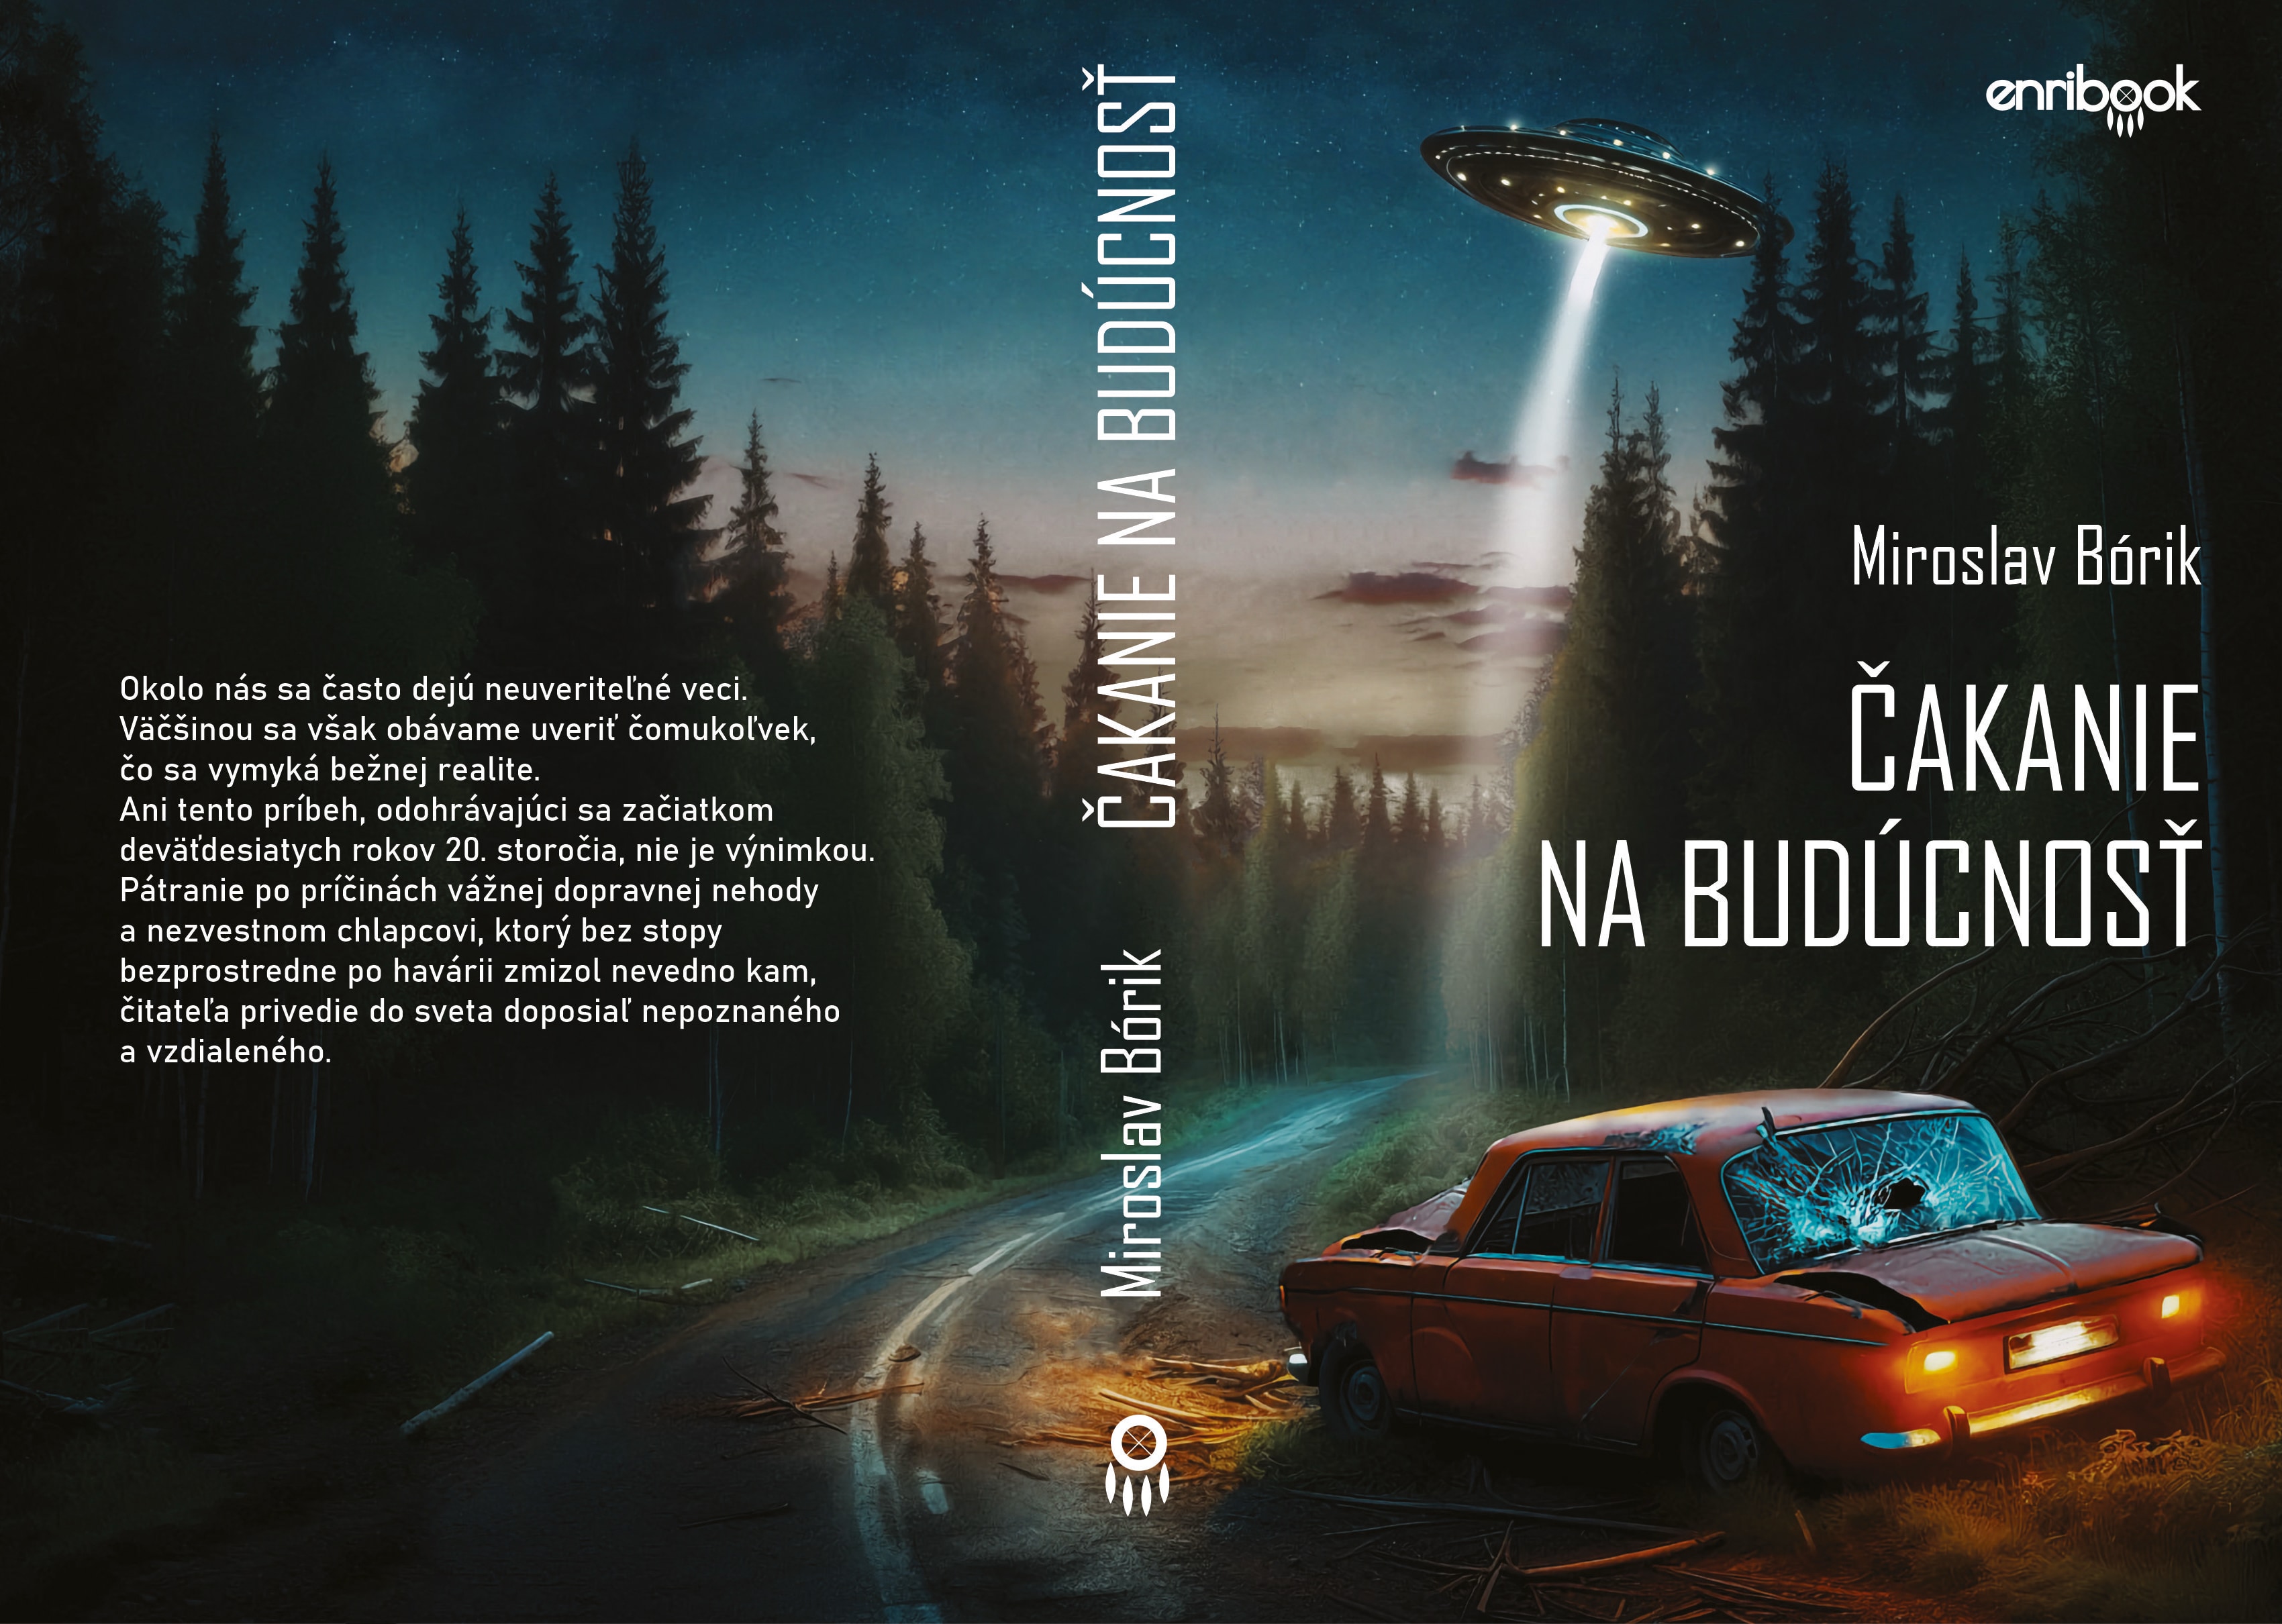 Okolo nás sa často dejú neuveriteľné veci.
Väčšinou sa však obávame uveriť čomukoľvek,
čo sa vymyká bežnej realite.
Ani tento príbeh, odohrávajúci sa začiatkom
deväťdesiatych rokov 20. storočia, nie je výnimkou.
Pátranie po príčinách vážnej dopravnej nehody
a nezvestnom chlapcovi, ktorý bez stopy
bezprostredne po havárii zmizol nevedno kam,
čitateľa privedie do sveta doposiaľ nepoznaného
a vzdialeného.
Miroslav Bórik
ČAKANIE NA BUDÚCNOSŤ
enribook
Miroslav Bórik
ČAKANIE
NA BUDÚCNOSŤ